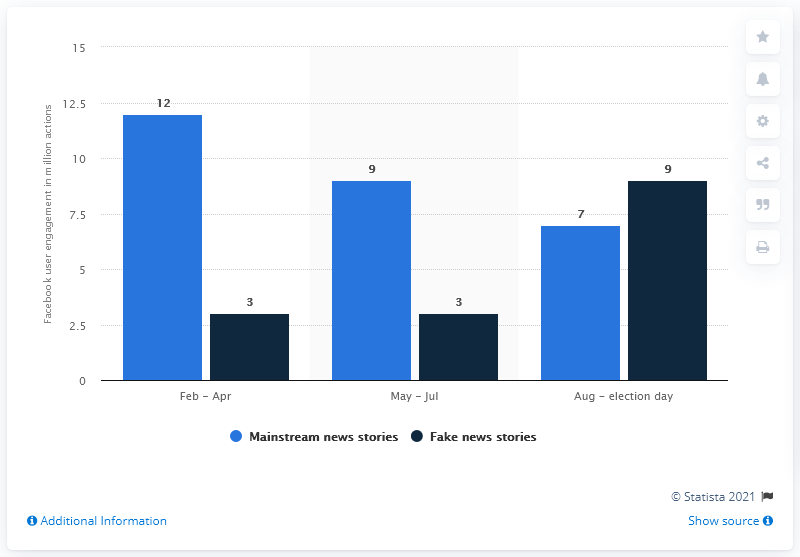 15
12.5
10
7.5
5
2.5
0
Facebook user engagement in million actions
12
3
9
3
7
9
Feb – Apr
May – Jul
Aug – election day
Mainstream news stories
Fake news stories
© Statista 2021
Additional Information
Show source